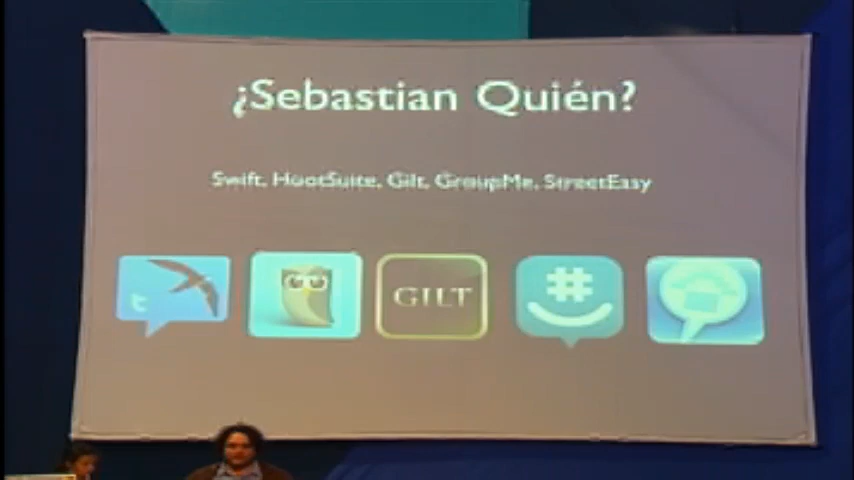 ¿Sebastian Quién?
Swift, HootSuite, Gilt, GroupMe, StreetEasy
t
GILT
#